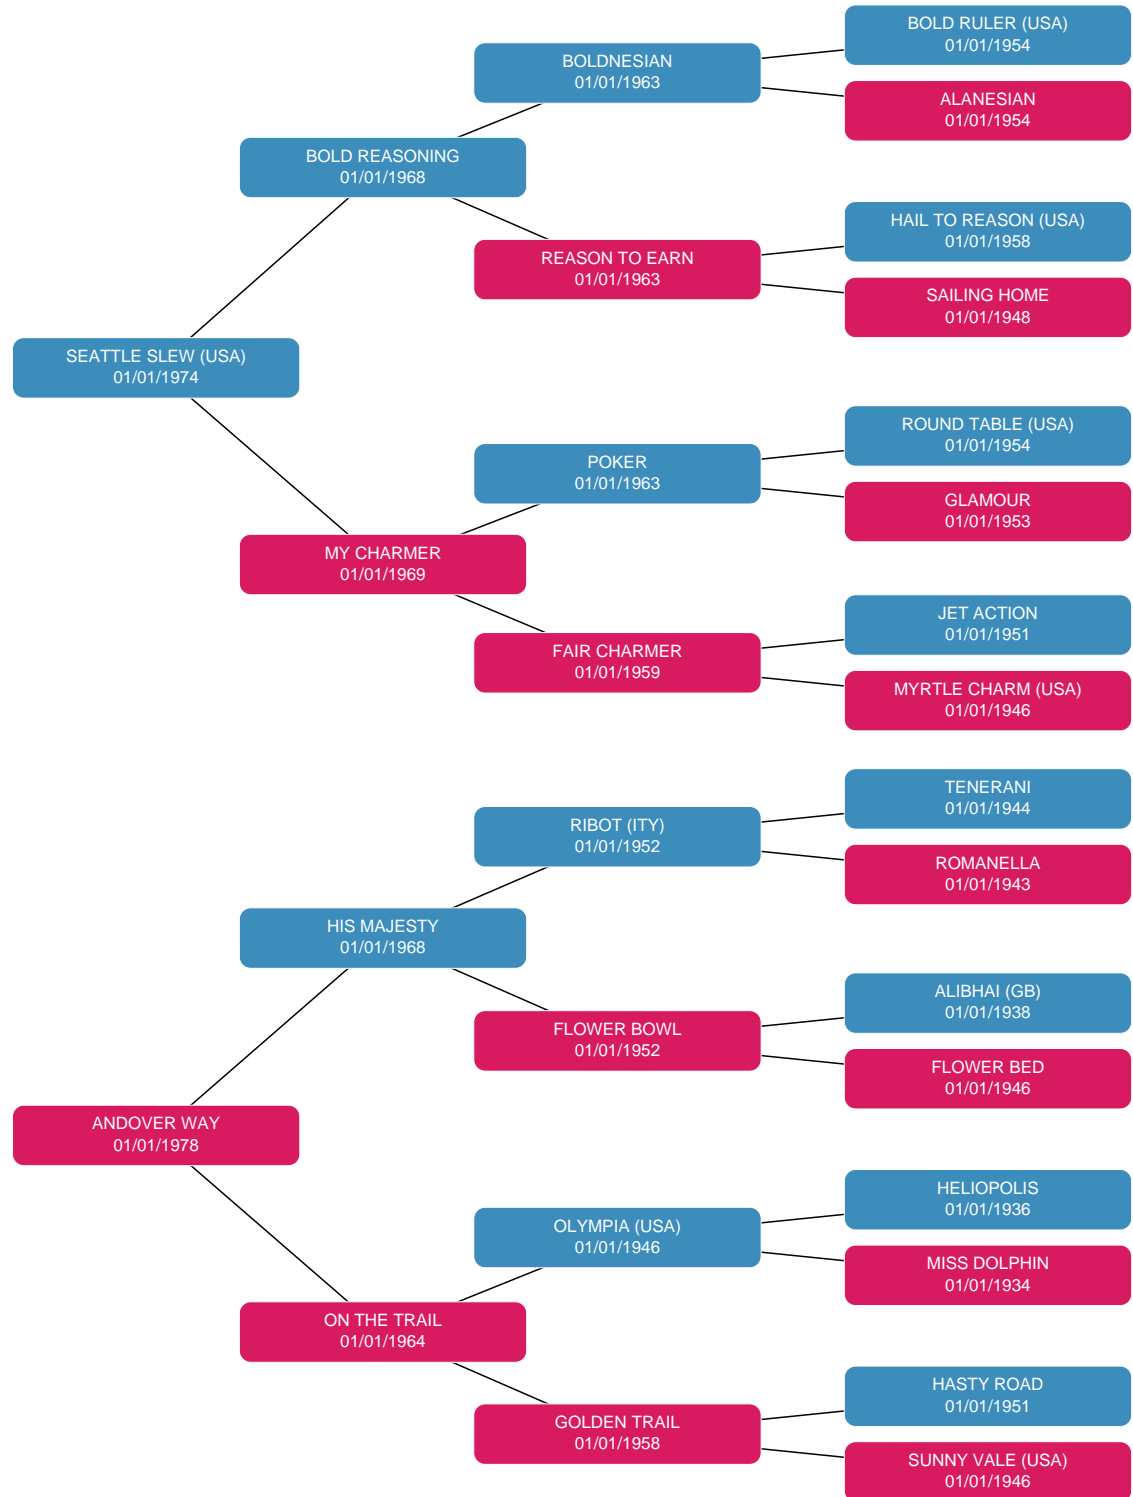 BOLD RULER (USA)
01/01/1954
BOLDNESIAN
01/01/1963
ALANESIAN
01/01/1954
BOLD REASONING
01/01/1968
HAIL TO REASON (USA)
01/01/1958
REASON TO EARN
01/01/1963
SAILING HOME
01/01/1948
SEATTLE SLEW (USA)
01/01/1974
ROUND TABLE (USA)
01/01/1954
POKER
01/01/1963
GLAMOUR
01/01/1953
MY CHARMER
01/01/1969
JET ACTION
01/01/1951
FAIR CHARMER
01/01/1959
MYRTLE CHARM (USA)
01/01/1946
TENERANI
01/01/1944
RIBOT (ITY)
01/01/1952
ROMANELLA
01/01/1943
HIS MAJESTY
01/01/1968
ALIBHAI (GB)
01/01/1938
FLOWER BOWL
01/01/1952
FLOWER BED
01/01/1946
ANDOVER WAY
01/01/1978
HELIOPOLIS
01/01/1936
OLYMPIA (USA)
01/01/1946
MISS DOLPHIN
01/01/1934
ON THE TRAIL
01/01/1964
HASTY ROAD
01/01/1951
GOLDEN TRAIL
01/01/1958
SUNNY VALE (USA)
01/01/1946